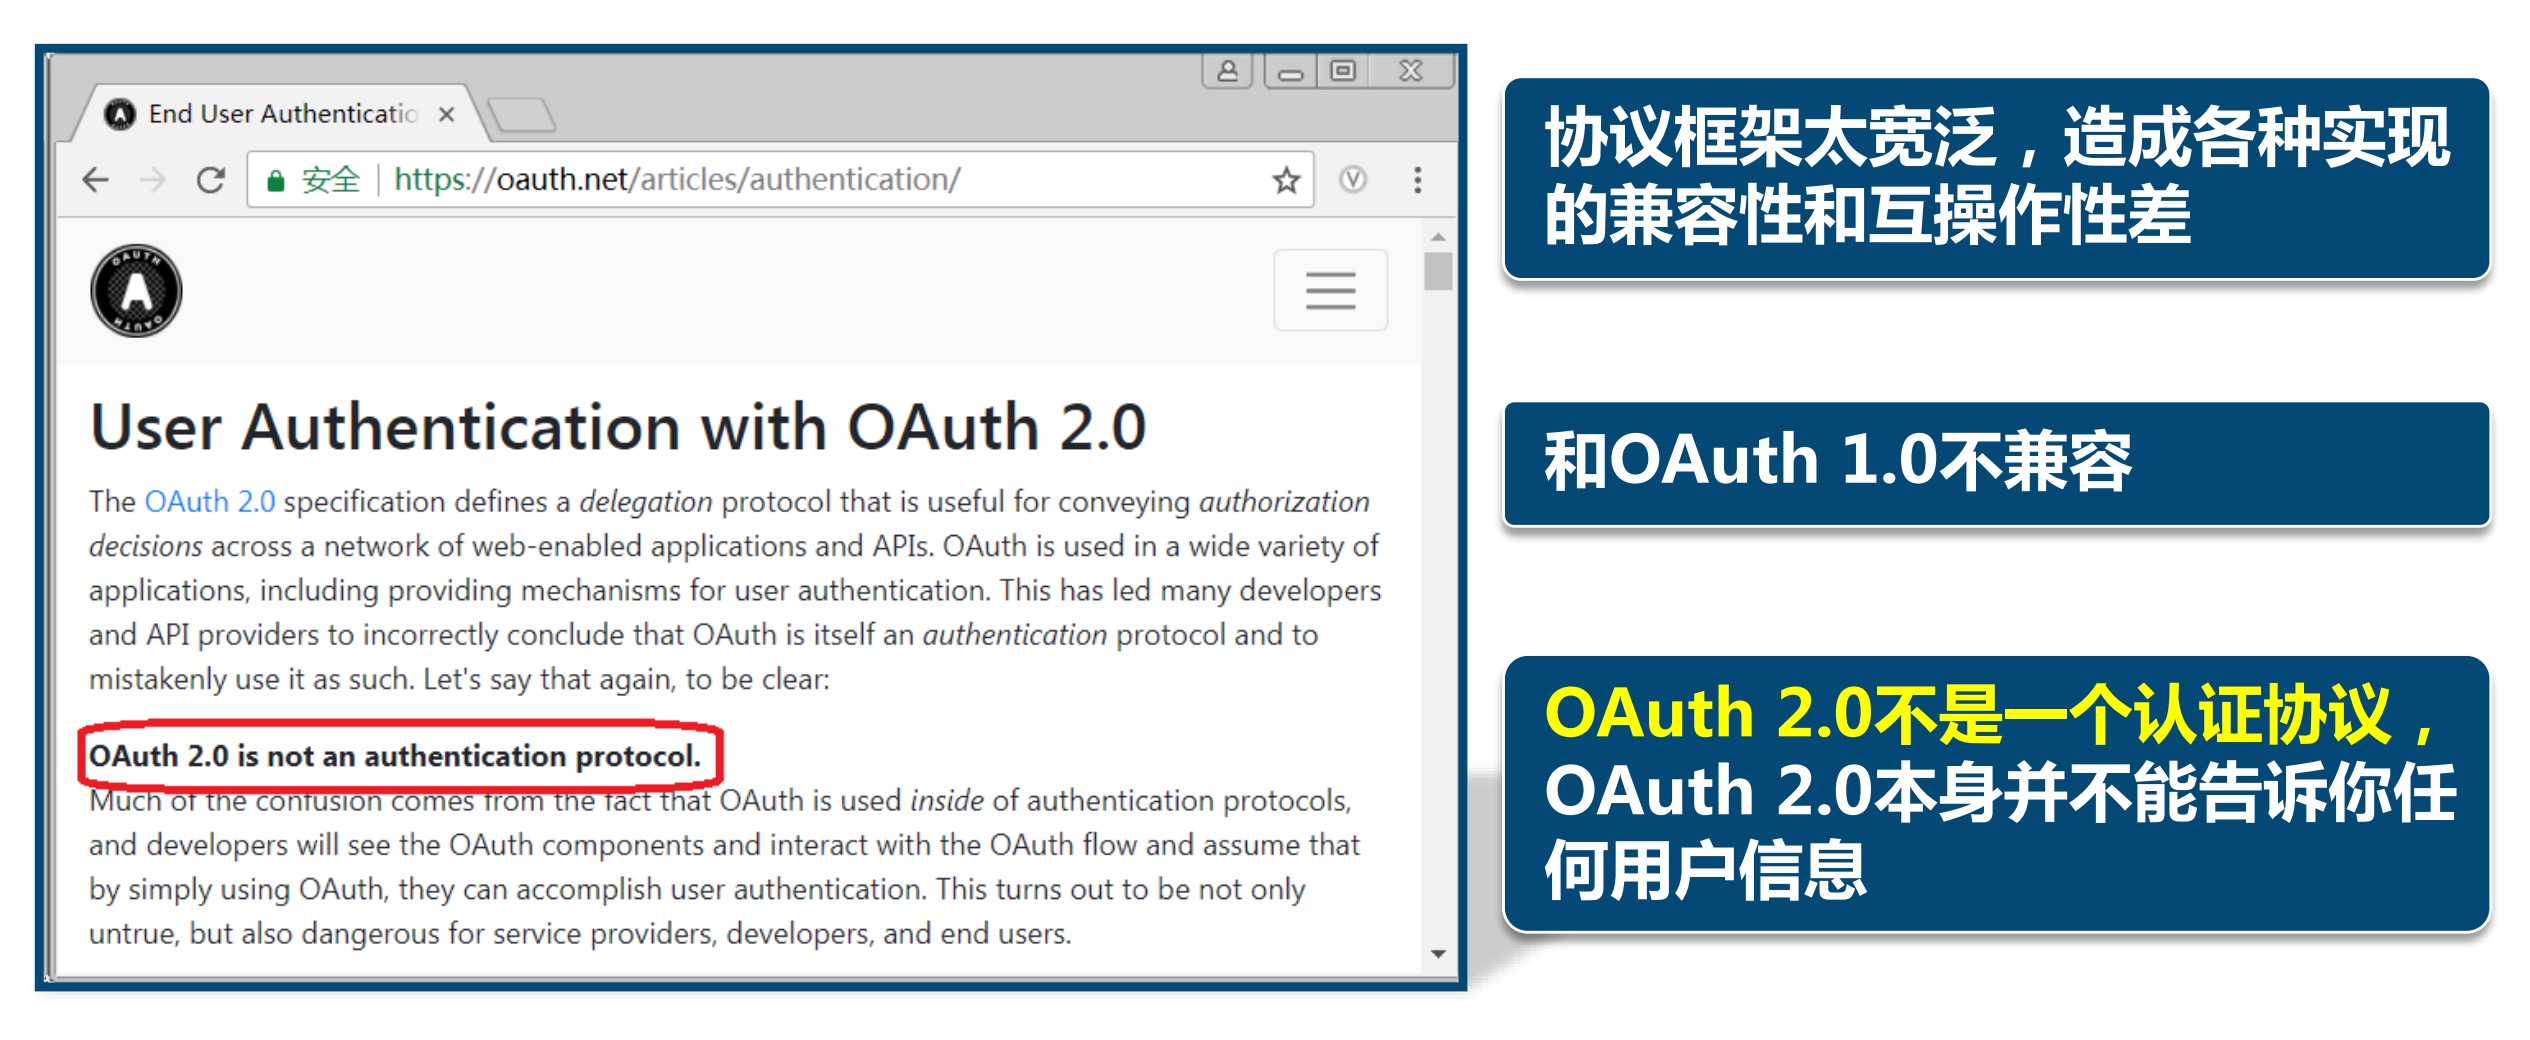 End User Authenticatio
安全 | https://oauth.net/articles/authentication/
OAUTH
A
OAUTH
User Authentication with OAuth 2.0
The OAuth 2.0 specification defines a delegation protocol that is useful for conveying authorization
decisions across a network of web-enabled applications and APIs. OAuth is used in a wide variety of
applications, including providing mechanisms for user authentication. This has led many developers
and API providers to incorrectly conclude that OAuth is itself an authentication protocol and to
mistakenly use it as such. Let's say that again, to be clear:
OAuth 2.0 is not an authentication protocol.
Much of the confusion comes from the fact that OAuth is used inside of authentication protocols,
and developers will see the OAuth components and interact with the OAuth flow and assume that
by simply using OAuth, they can accomplish user authentication. This turns out to be not only
untrue, but also dangerous for service providers, developers, and end users.
协议框架太宽泛，造成各种实现
的兼容性和互操作性差
和OAuth 1.0不兼容
OAuth 2.0不是一个认证协议，
OAuth 2.0本身并不能告诉你任
何用户信息